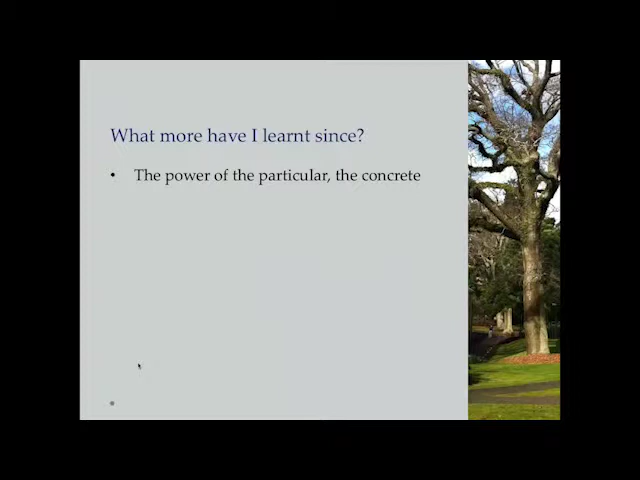 What more have I learnt since?
• The power of the particular, the concrete